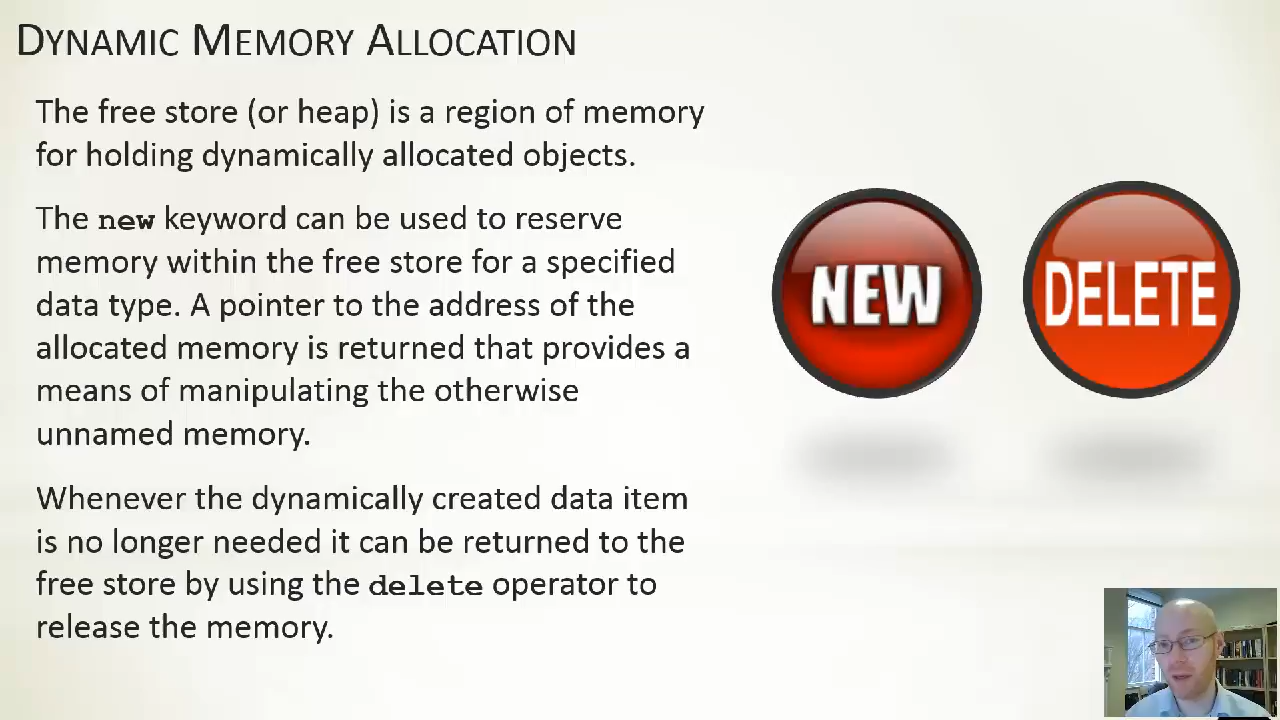 DYNAMIC MEMORY ALLOCATION
The free store (or heap) is a region of memory
for holding dynamically allocated objects.
The new keyword can be used to reserve
memory within the free store for a specified
data type. A pointer to the address of the
allocated memory is returned that provides a
means of manipulating the otherwise
unnamed memory.
Whenever the dynamically created data item
is no longer needed it can be returned to the
free store by using the delete operator to
release the memory.
NEW
DELETE